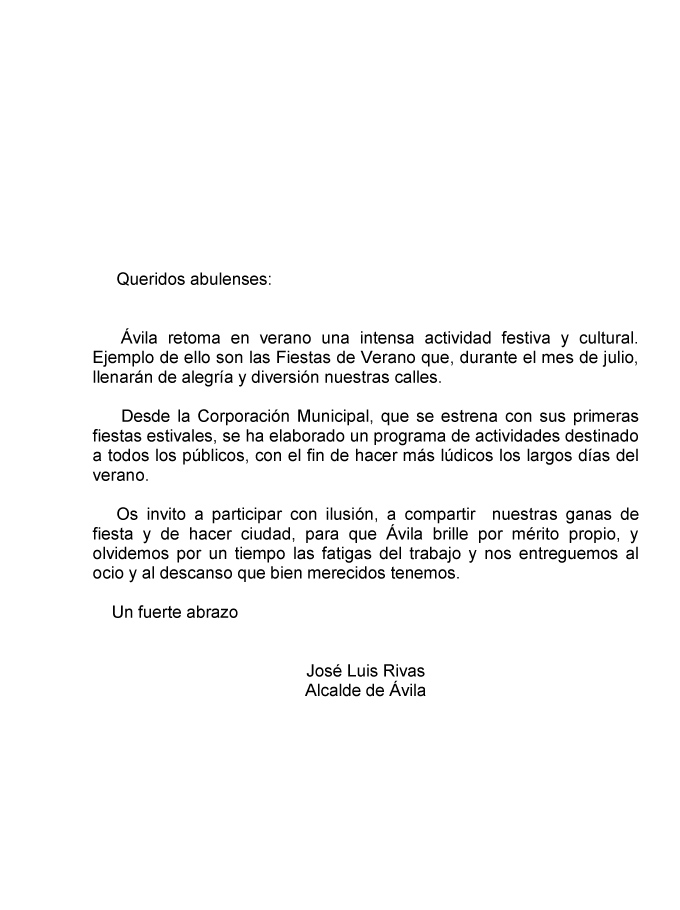 Queridos abulenses:
Ávila retoma en verano una intensa actividad festiva y cultural.
Ejemplo de ello son las Fiestas de Verano que, durante el mes de julio,
llenarán de alegría y diversión nuestras calles.
Desde la Corporación Municipal, que se estrena con sus primeras
fiestas estivales, se ha elaborado un programa de actividades destinado
a todos los públicos, con el fin de hacer más lúdicos los largos días del
verano.
Os invito a participar con ilusión, a compartir  nuestras ganas de
fiesta y de hacer ciudad, para que Ávila brille por mérito propio, y
olvidemos por un tiempo las fatigas del trabajo y nos entreguemos al
ocio y al descanso que bien merecidos tenemos.
Un fuerte abrazo
José Luis Rivas
Alcalde de Ávila